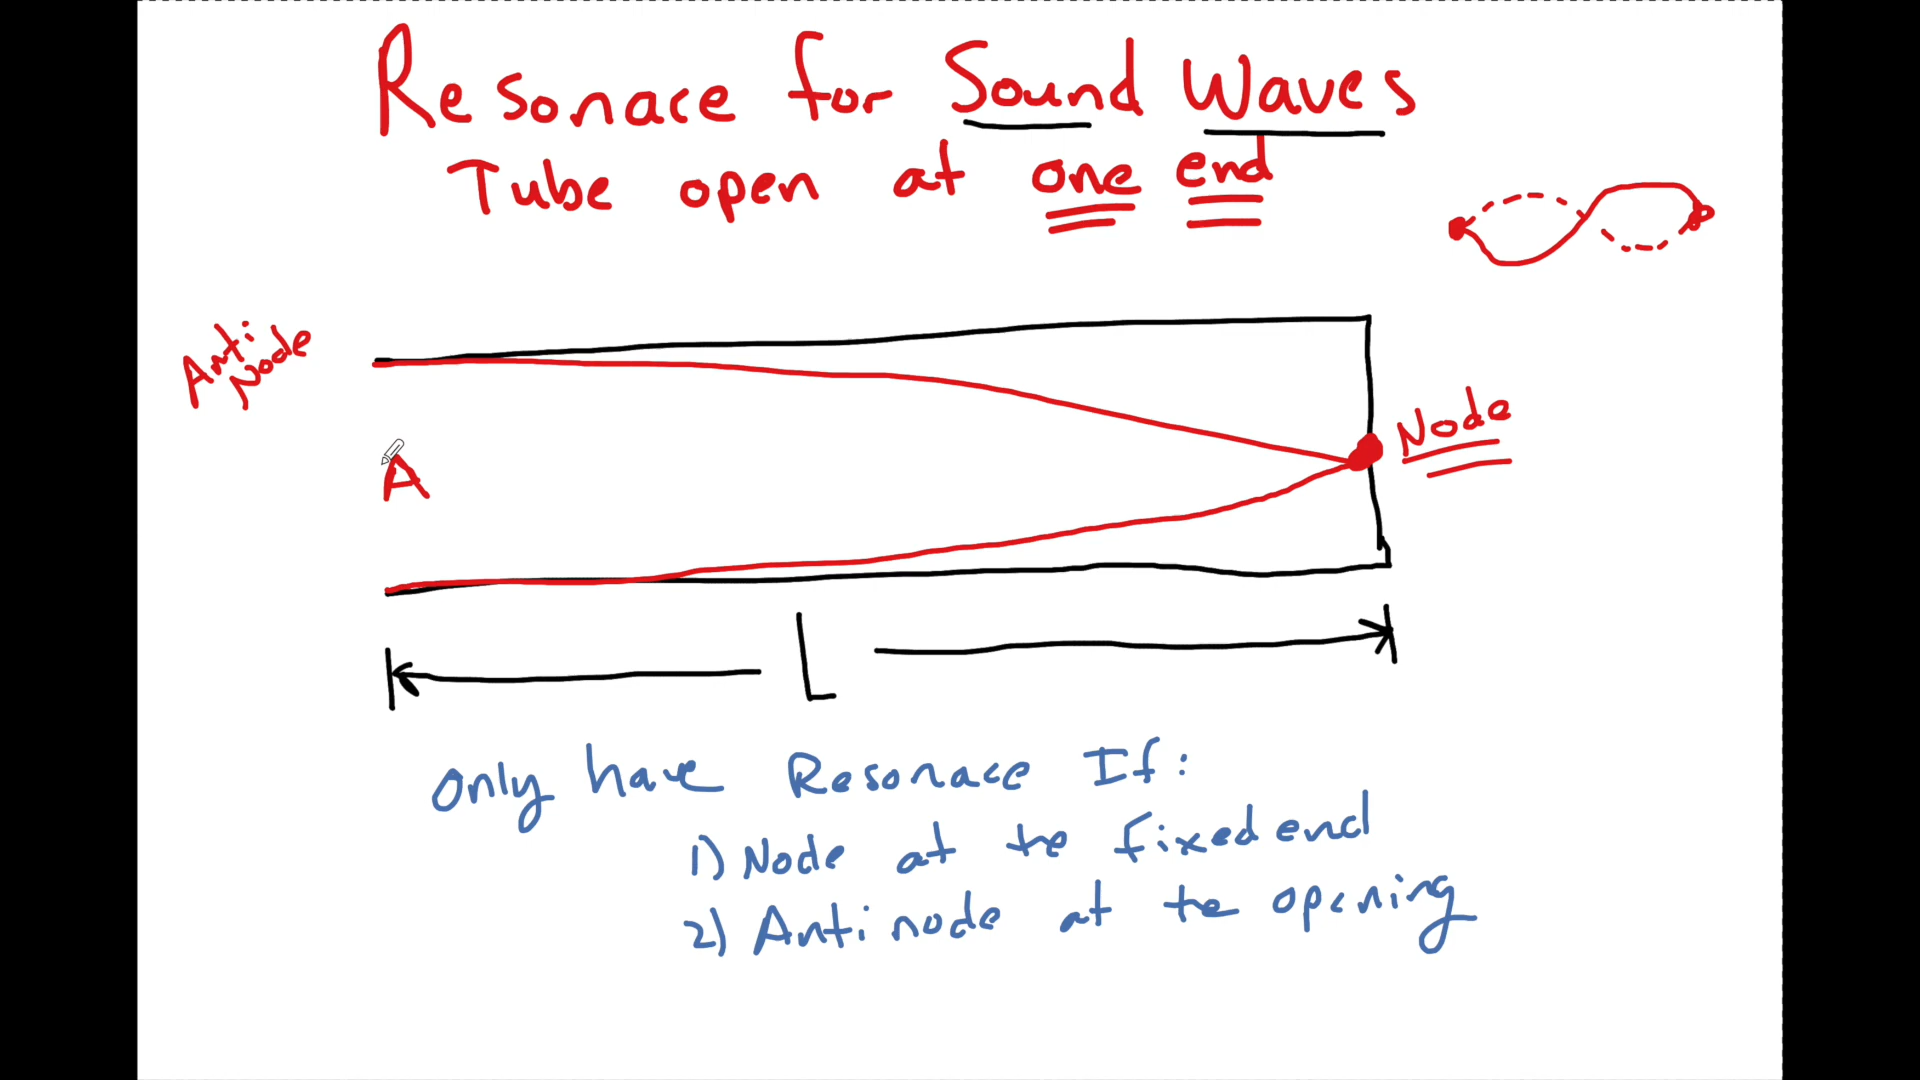 Resonace for Sound Waves
Tube open at one end
Anti
Node
Node
A
L
Only have Resonace If:
1) Node at the fixed end
2) Antinode at the opening